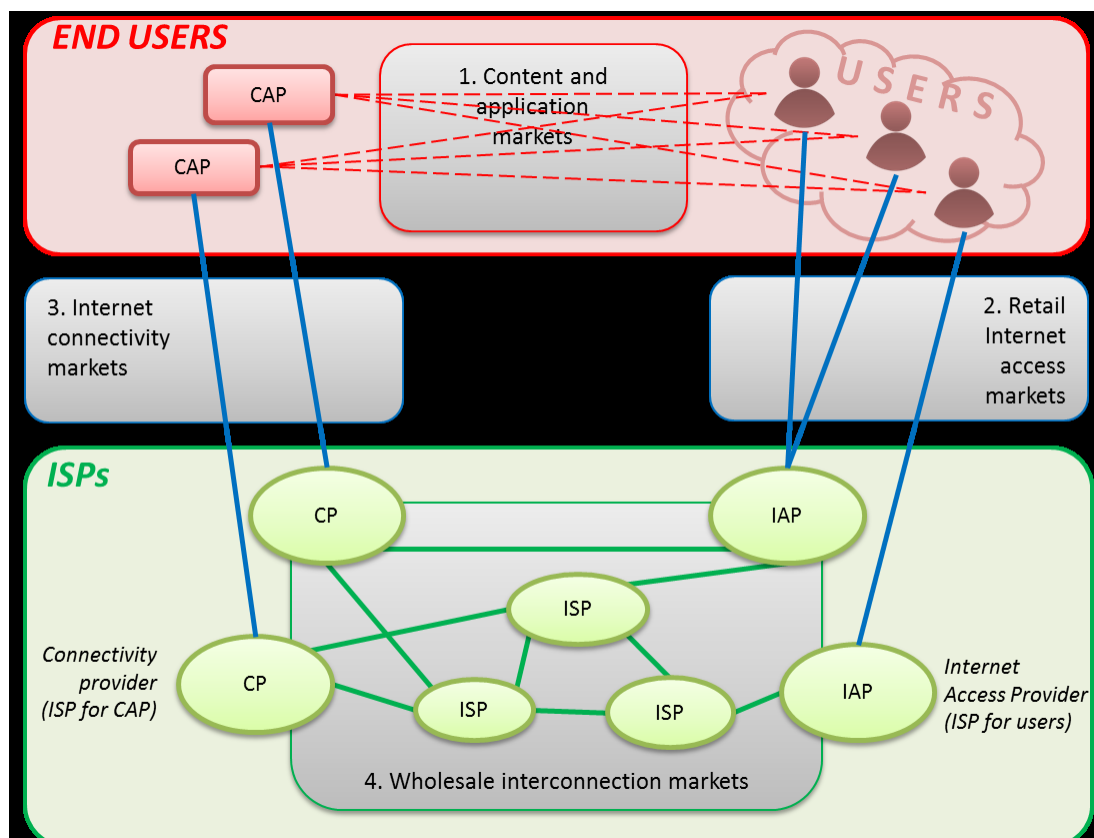 END USERS
CAP
CAP
1. Content and
application
markets
USERS
3. Internet
connectivity
markets
2. Retail
Internet
access
markets
ISPs
CP
IAP
ISP
Connectivity
provider
(ISP for CAP)
CP
ISP
ISP
IAP
Internet
Access Provider
(ISP for users)
4. Wholesale interconnection markets